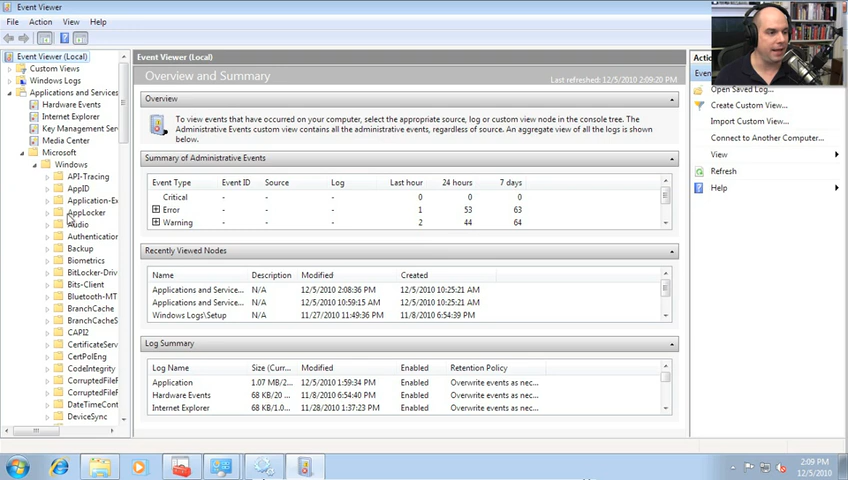 Event Viewer
File Action View Help
Event Viewer (Local)
Custom Views
Windows Logs
Applications and Services
Hardware Events
Internet Explorer
Key Management Ser
Media Center
Microsoft
Windows
API-Tracing
AppID
Application-Ex
AppLocker
Audio
Authentication
Backup
Biometrics
BitLocker-Driv
Bits-Client
Bluetooth-MT
BranchCache
BranchCacheS
CAPI2
CertificateServ
CertPolEng
CodeIntegrity
CorruptedFileR
CorruptedFileR
DateTimeCont
DeviceSync
Event Viewer (Local)
Overview and Summary
Last refreshed: 12/5/2010 2:09:20 PM
Overview
To view events that have occurred on your computer, select the appropriate source, log or custom view node in the console tree. The
Administrative Events custom view contains all the administrative events, regardless of source. An aggregate view of all the logs is shown
below.
Summary of Administrative Events
Event Type Event ID Source Log Last hour 24 hours 7 days
Critical - - - 0 0 0
Error - - - 1 53 63
Warning - - - 2 44 64
Recently Viewed Nodes
Name Description Modified Created
Applications and Service... N/A 12/5/2010 2:08:36 PM 12/5/2010 10:25:21 AM
Applications and Service... N/A 12/5/2010 10:59:15 AM 12/5/2010 10:25:21 AM
Windows Logs\Setup N/A 11/27/2010 11:49:36 PM 11/8/2010 6:54:39 PM
Log Summary
Log Name Size (Curr... Modified Enabled Retention Policy
Application 1.07 MB/2... 12/5/2010 1:59:34 PM Enabled Overwrite events as nec...
Hardware Events 68 KB/20 ... 11/8/2010 6:54:40 PM Enabled Overwrite events as nec...
Internet Explorer 68 KB/1.0... 11/28/2010 1:37:23 PM Enabled Overwrite events as nec...
Open Saved Log...
Create Custom View...
Import Custom View...
Connect to Another Computer...
View
Refresh
Help
2:09 PM
12/5/2010